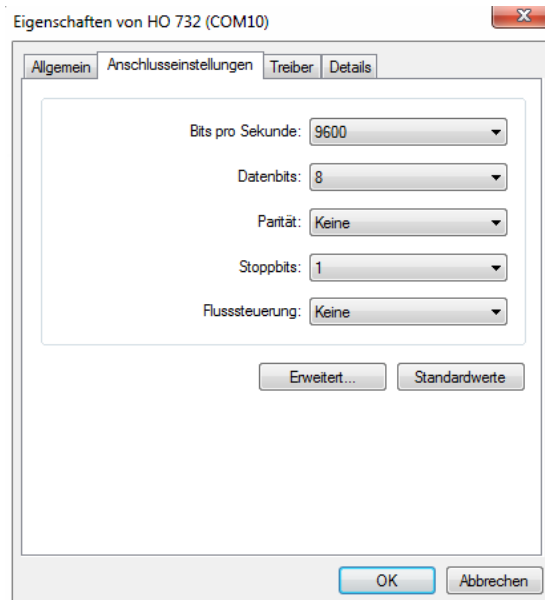 Eigenschaften von HO 732 (COM10)
Allgemein Anschlusseinstellungen Treiber Details
Bits pro Sekunde: 9600
Datenbits: 8
Parität: Keine
Stoppbits: 1
Flusssteuerung: Keine
Erweitert... Standardwerte
OK Abbrechen